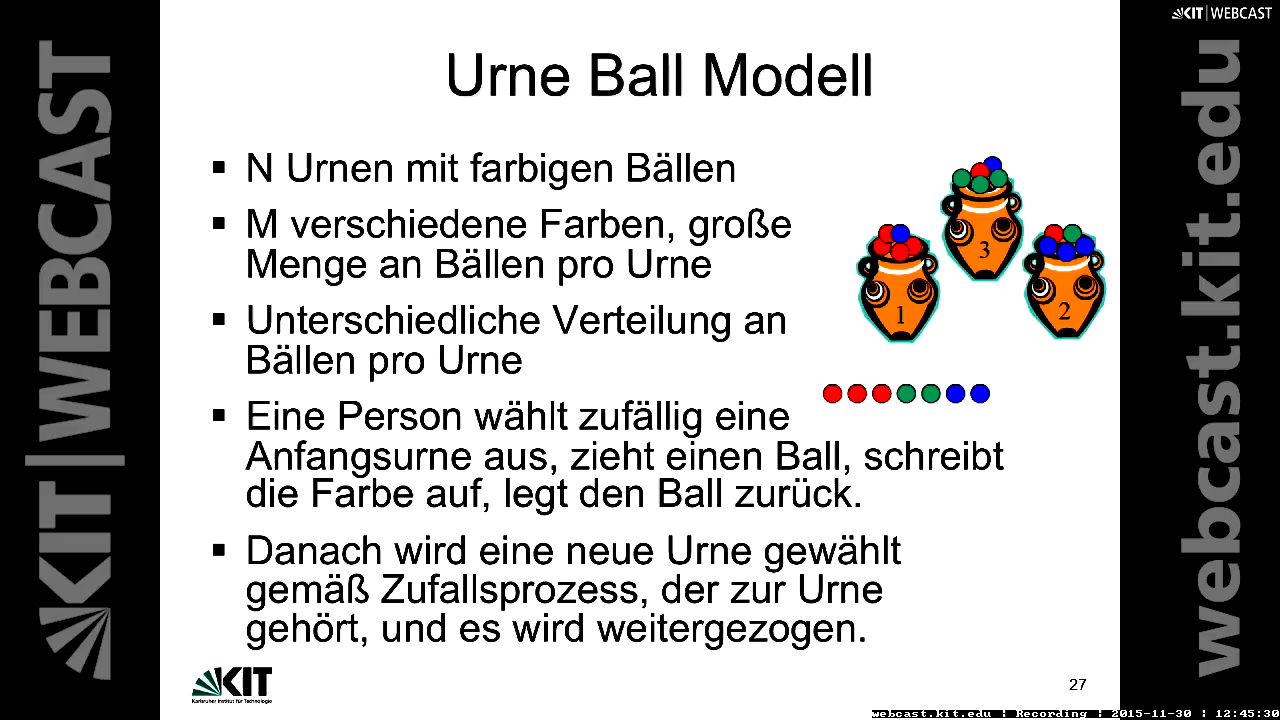 KIT | WEBCAST
KIT | WEBCAST
webcast.kit.edu
Urne Ball Modell
▪ N Urnen mit farbigen Bällen
▪ M verschiedene Farben, große
Menge an Bällen pro Urne
▪ Unterschiedliche Verteilung an
Bällen pro Urne
▪ Eine Person wählt zufällig eine
Anfangsurne aus, zieht einen Ball, schreibt
die Farbe auf, legt den Ball zurück.
▪ Danach wird eine neue Urne gewählt
gemäß Zufallsprozess, der zur Urne
gehört, und es wird weitergezogen.
3
1
2
KIT
Karlsruher Institut für Technologie
27
webcast.kit.edu | Recording | 2015-11-30 | 12:45:30